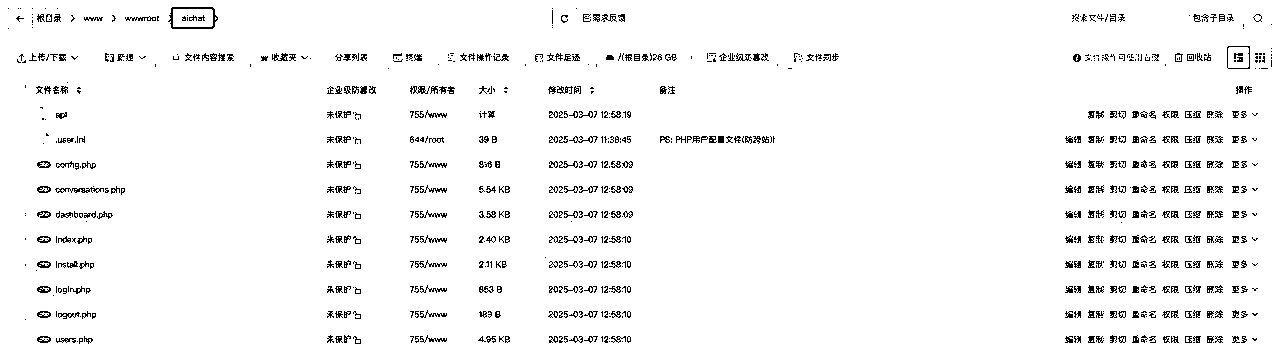 根目录 > www > wwwroot > aichat 需求反馈 搜索文件/目录 包含子目录
上传/下载 新建 文件内容搜索 收藏夹 分享列表 终端 文件操作记录 文件足迹 /(根目录)26 GB 企业级防篡改 文件同步 文件操作可使用右键 回收站
文件名称 企业级防篡改 权限/所有者 大小 修改时间 备注 操作
api 未保护 755/www 计算 2025-03-07 12:58:19 复制 剪切 重命名 权限 压缩 删除 更多
.user.ini 未保护 644/root 39 B 2025-03-07 11:38:45 PS: PHP用户配置文件(防跨站)! 编辑 复制 剪切 重命名 权限 压缩 删除 更多
config.php 未保护 755/www 816 B 2025-03-07 12:58:09 编辑 复制 剪切 重命名 权限 压缩 删除 更多
conversations.php 未保护 755/www 5.54 KB 2025-03-07 12:58:09 编辑 复制 剪切 重命名 权限 压缩 删除 更多
dashboard.php 未保护 755/www 3.58 KB 2025-03-07 12:58:09 编辑 复制 剪切 重命名 权限 压缩 删除 更多
index.php 未保护 755/www 2.40 KB 2025-03-07 12:58:10 编辑 复制 剪切 重命名 权限 压缩 删除 更多
install.php 未保护 755/www 2.11 KB 2025-03-07 12:58:10 编辑 复制 剪切 重命名 权限 压缩 删除 更多
login.php 未保护 755/www 853 B 2025-03-07 12:58:10 编辑 复制 剪切 重命名 权限 压缩 删除 更多
logout.php 未保护 755/www 189 B 2025-03-07 12:58:10 编辑 复制 剪切 重命名 权限 压缩 删除 更多
users.php 未保护 755/www 4.95 KB 2025-03-07 12:58:10 编辑 复制 剪切 重命名 权限 压缩 删除 更多